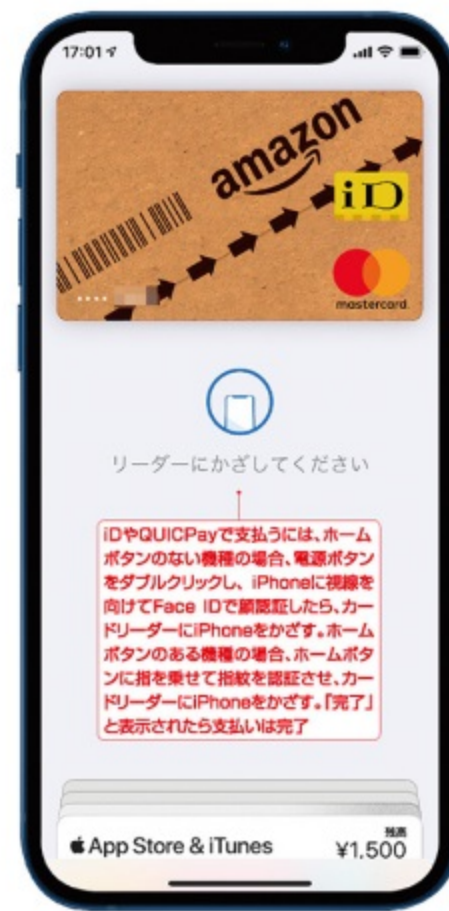 17:01
amazon
iD
mastercard
••••
リーダーにかざしてください
iDやQUICPayで支払うには、ホーム
ボタンのない機種の場合、電源ボタン
をダブルクリックし、iPhoneに視線を
向けてFace IDで顔認証したら、カー
ドリーダーにiPhoneをかざす。ホーム
ボタンのある機種の場合、ホームボタ
ンに指を乗せて指紋を認証させ、カー
ドリーダーにiPhoneをかざす。「完了」
と表示されたら支払いは完了
App Store & iTunes
残高
¥1,500